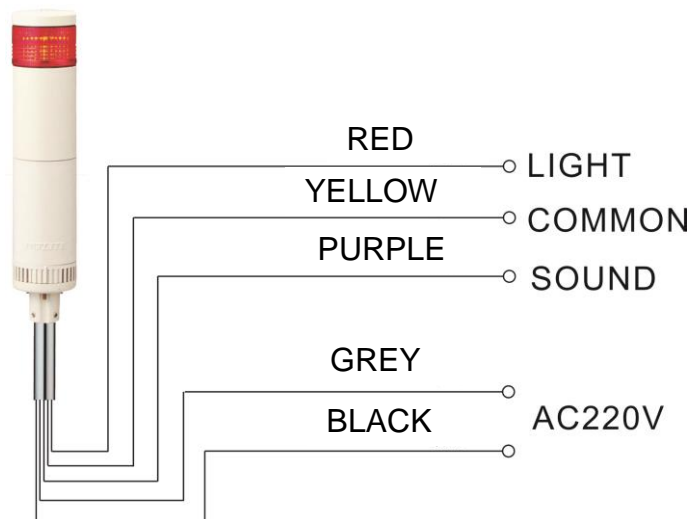 RED
LIGHT
YELLOW
COMMON
PURPLE
SOUND
GREY
BLACK
AC220V